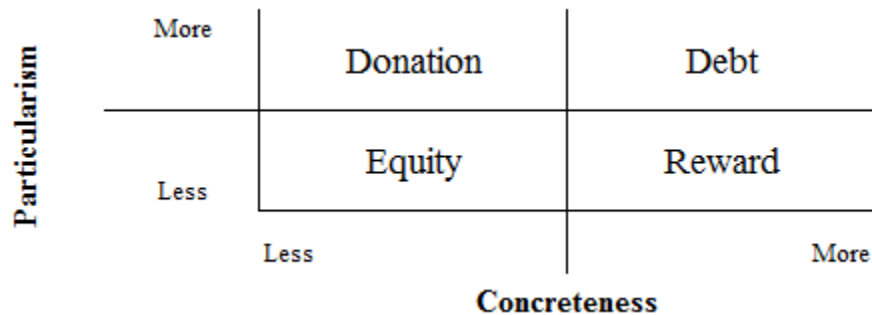 More
Donation Debt
Particularism
Equity Reward
Less
Less More
Concreteness